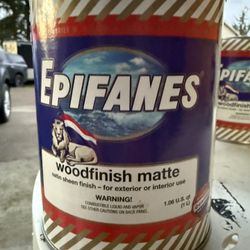 EPIFANES
woodfinish matte
satin sheen finish – for exterior or interior use
WARNING!
COMBUSTIBLE LIQUID AND VAPOR
SEE OTHER CAUTIONS ON BACK PANEL
1.06 U.S. qt
(1L)